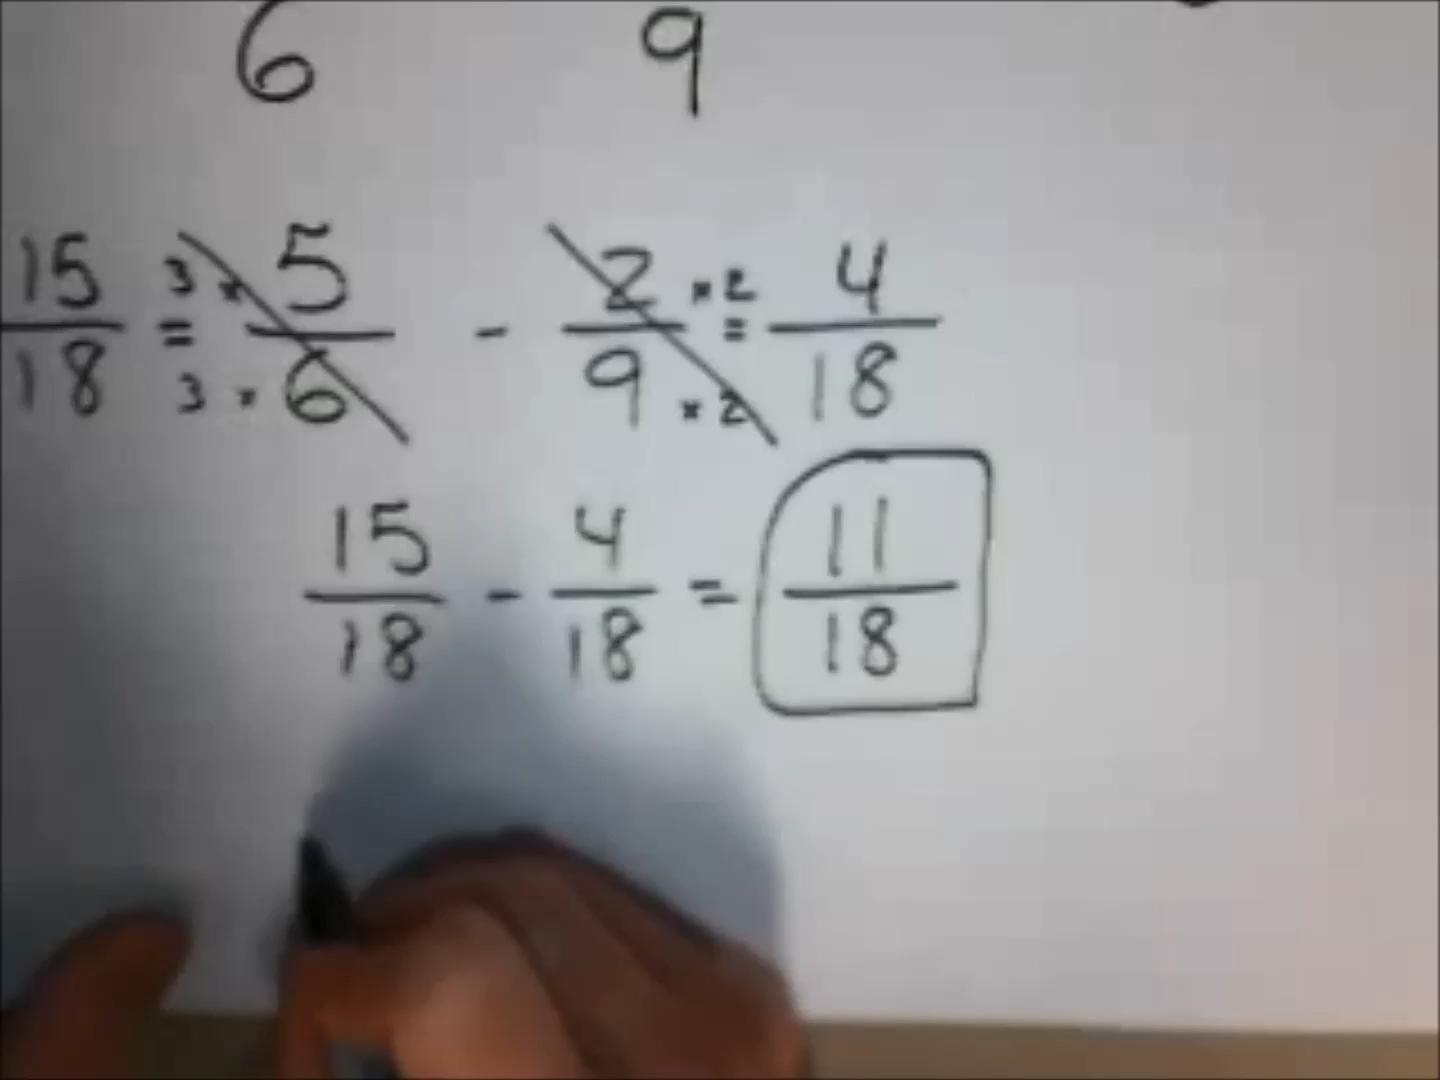 6 9
15/18 = 3 × 5 / 3 × 6 - 2 × 2 / 9 × 2 = 4/18
15/18 - 4/18 = 11/18